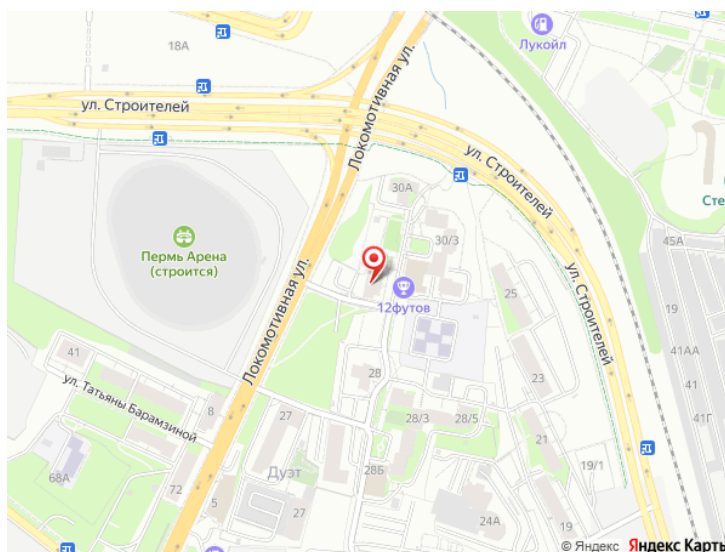 18А
Лукойл
ул. Строителей
Локомотивная ул.
ул. Строителей
30А
Сте
30/3
45А
Пермь Арена
(строится)
ул. Строителей
Локомотивная ул.
12футов
25
19
41АА
41
28
23
41
ул. Татьяны Барамзиной
8
27
28/3
28/5
41Г
21
Дуэт
28Б
19/1
68А
72
5
24А
27
19
© Яндекс Яндекс Карты